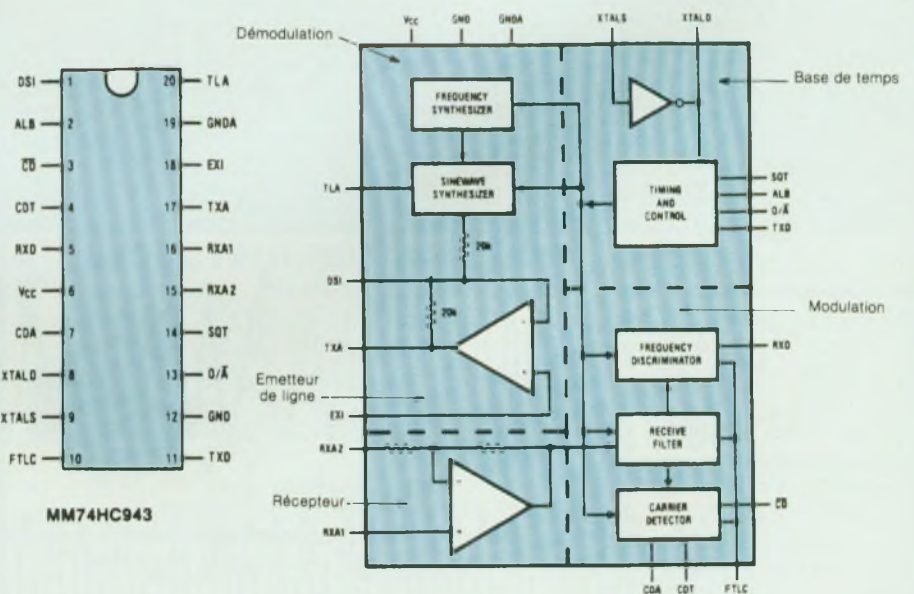 DSI 1 20 TLA
ALB 2 19 GNDA
CD 3 18 EXI
CDT 4 17 TXA
RXD 5 16 RXA1
Vcc 6 15 RXA2
CDA 7 14 SQT
XTALD 8 13 O/A
XTALS 9 12 GND
FTLC 10 11 TXD
MM74HC943
Vcc GND GNDA XTALS XTALD
Démodulation
Base de temps
FREQUENCY
SYNTHESIZER
TLA
SINEWAVE
SYNTHESIZER
TIMING
AND
CONTROL
SQT
ALB
O/A
TXD
20k
DSI
20k
TXA
Modulation
Emetteur
de ligne
EXI
FREQUENCY
DISCRIMINATOR
RXD
RXA2
RECEIVE
FILTER
Récepteur
RXA1
CARRIER
DETECTOR
CD
CDA CDT FTLC